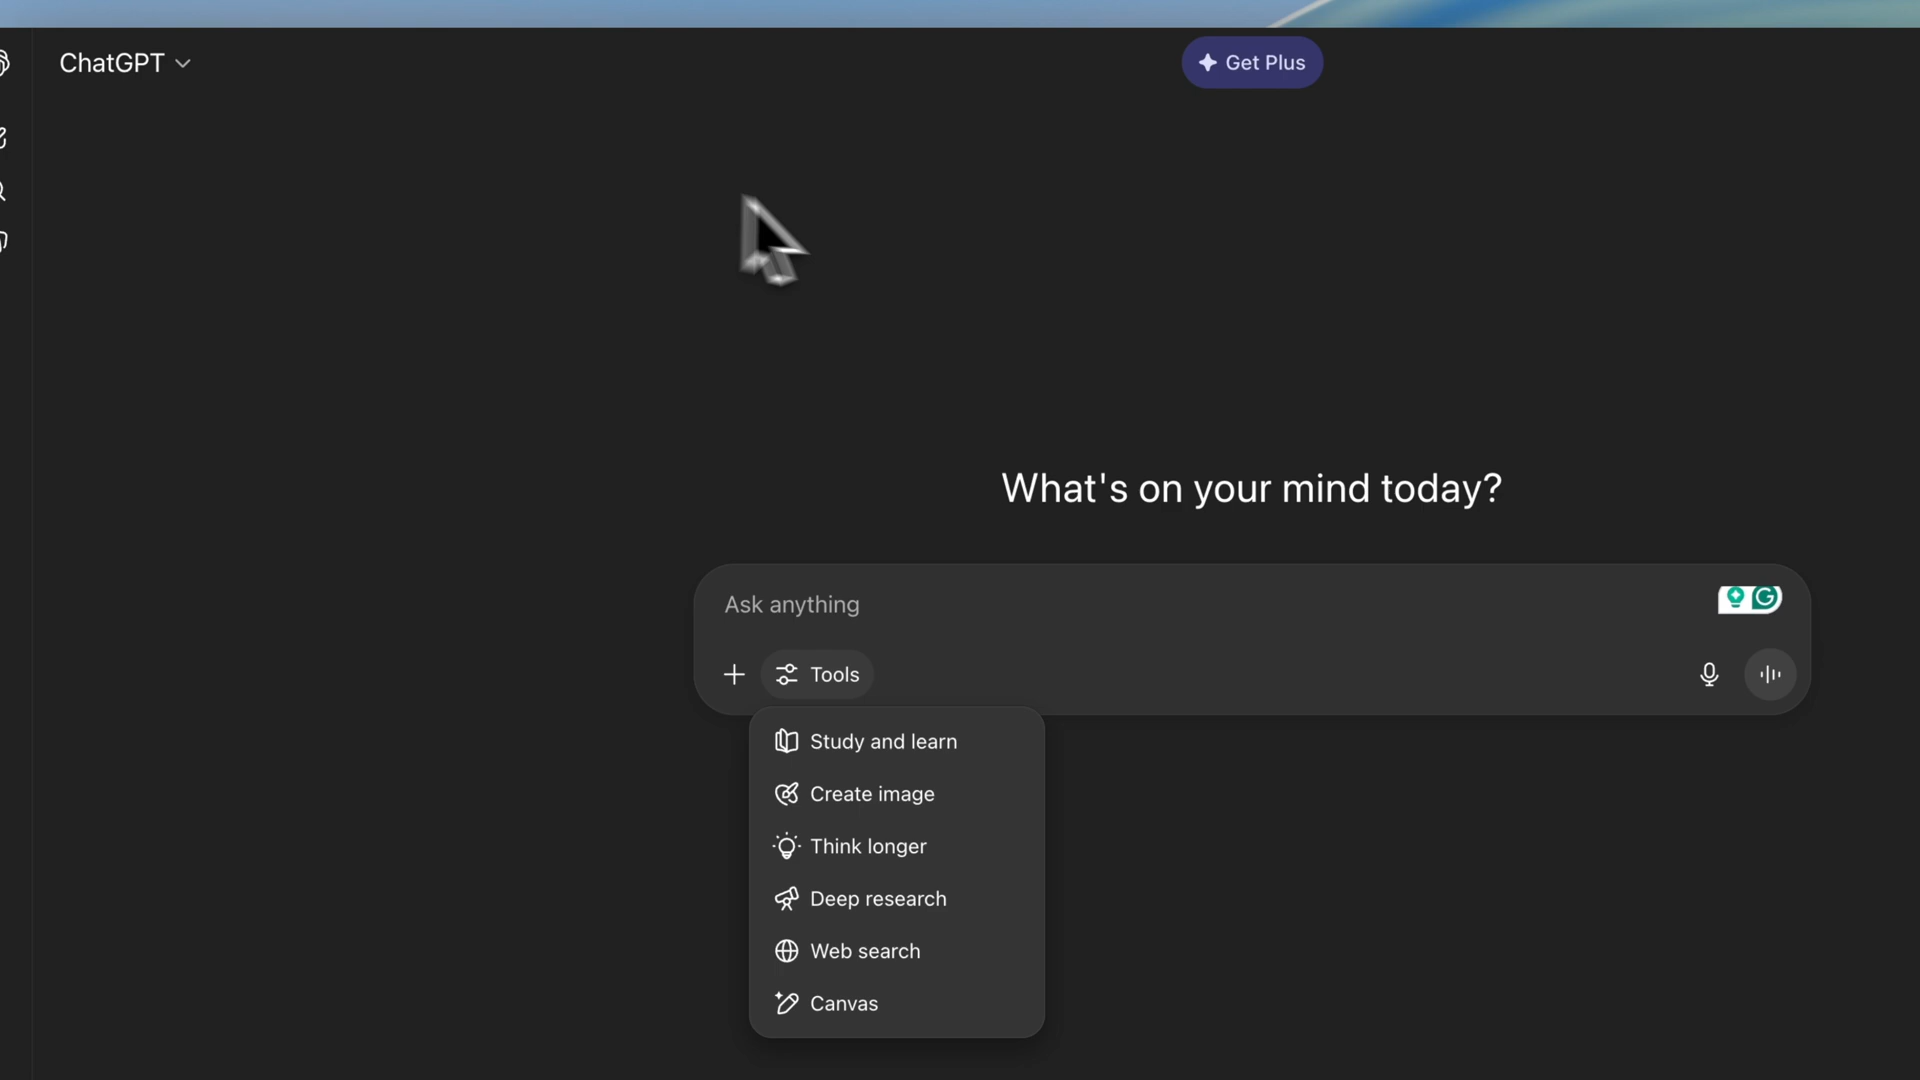 ChatGPT
Get Plus
What's on your mind today?
Ask anything
Tools
Study and learn
Create image
Think longer
Deep research
Web search
Canvas